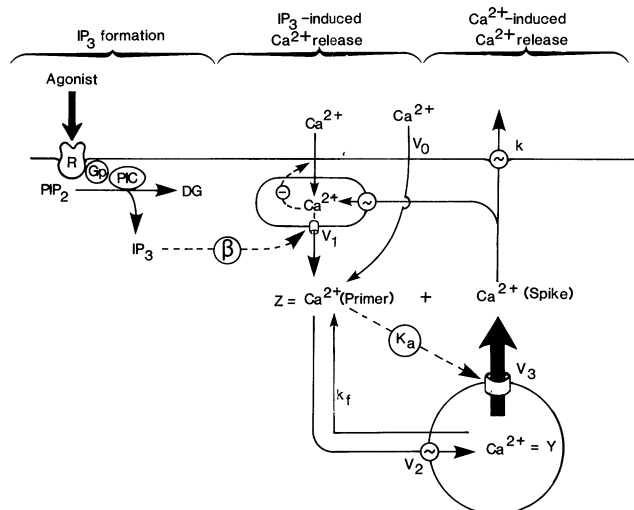 IP3 formation
IP3-induced
Ca2+ release
Ca2+-induced
Ca2+ release
Agonist
R
Gp
PIC
PIP2
DG
IP3
β
Ca2+
Ca2+
V0
k
−
Ca2+
~
~
V1
Z = Ca2+ (Primer) + Ca2+ (Spike)
Ka
V3
kf
Ca2+ = Y
~
V2